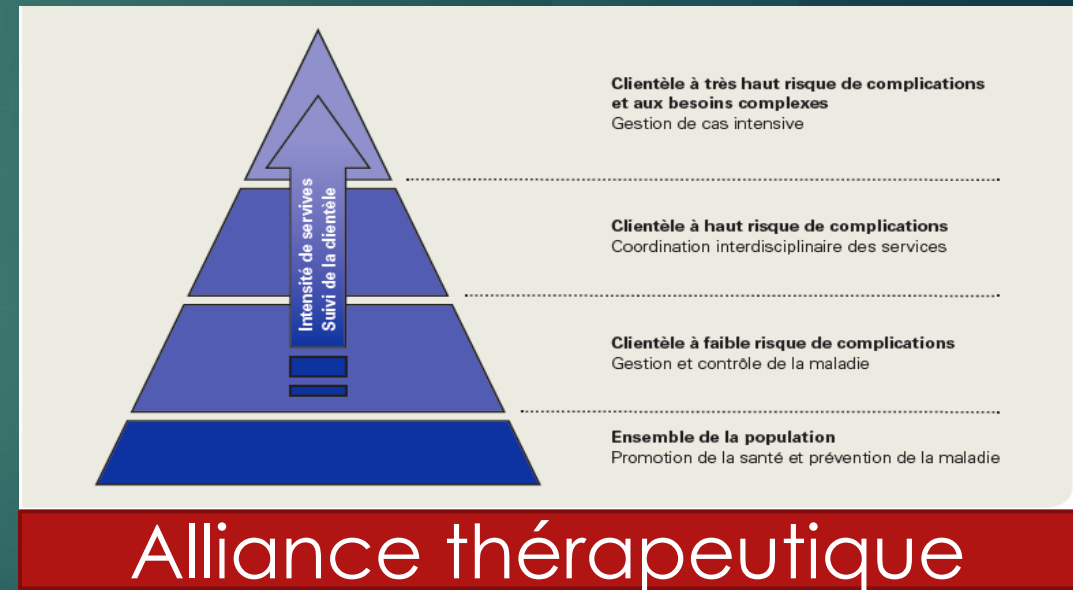 Clientèle à très haut risque de complications
et aux besoins complexes
Gestion de cas intensive
Intensité de servives
Suivi de la clientèle
Clientèle à haut risque de complications
Coordination interdisciplinaire des services
Clientèle à faible risque de complications
Gestion et contrôle de la maladie
Ensemble de la population
Promotion de la santé et prévention de la maladie
Alliance thérapeutique